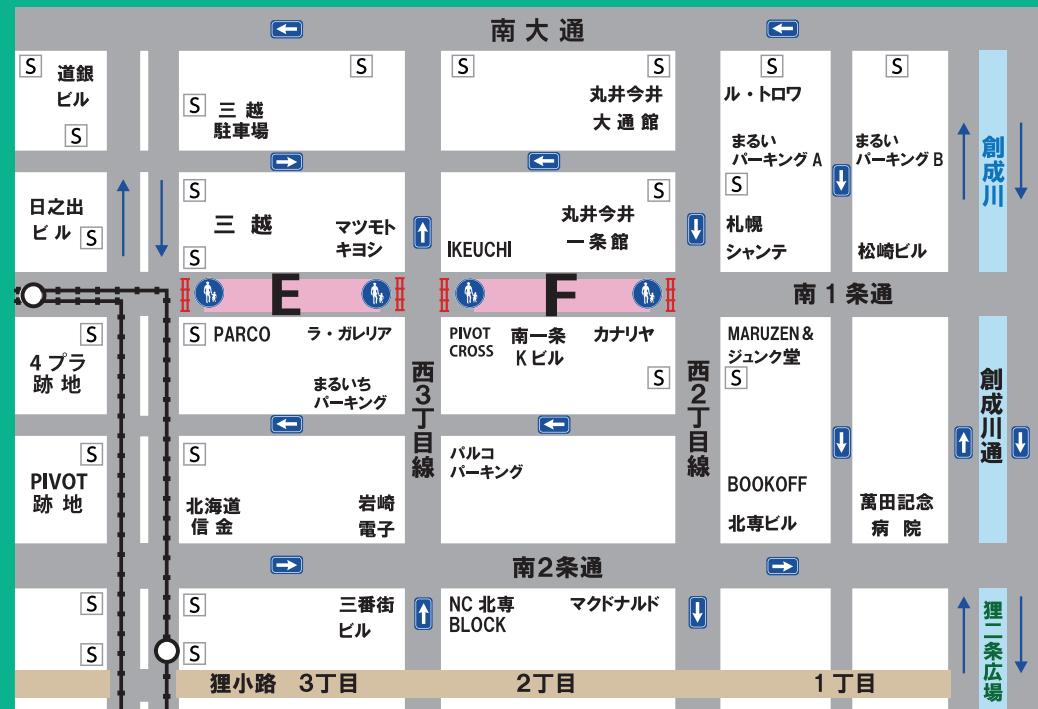 南大通
S
道銀
ビル
S
S
S
三越
駐車場
S
S
丸井今井
大通館
S
ル・トロワ
まるい
パーキングA
S
まるい
パーキングB
創成川
日之出
ビル
S
S
三越
S
マツモト
キヨシ
IKEUCHI
S
丸井今井
一条館
S
札幌
シャンテ
松崎ビル
E
F
南1条通
S
4プラ
跡地
S
PARCO
ラ・ガレリア
まるいち
パーキング
西3丁目線
PIVOT
CROSS
南一条
Kビル
カナリヤ
S
西2丁目線
MARUZEN&
ジュンク堂
S
創成川通
S
PIVOT
跡地
S
北海道
信金
岩崎
電子
パルコ
パーキング
BOOKOFF
北専ビル
萬田記念
病院
南2条通
S
S
S
S
三番街
ビル
NC北専
BLOCK
マクドナルド
狸二条広場
狸小路 3丁目
2丁目
1丁目